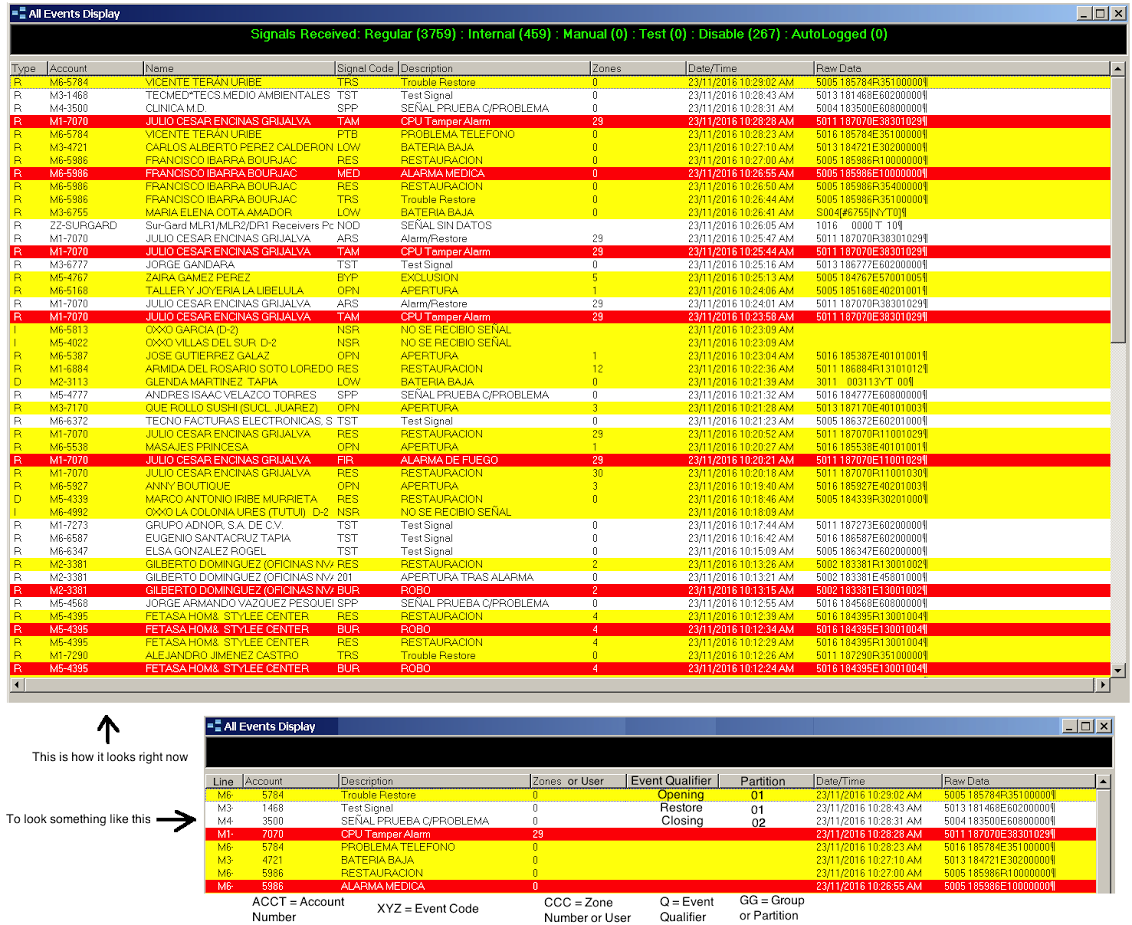 All Events Display
Signals Received: Regular (3759) : Internal (459) : Manual (0) : Test (0) : Disable (267) : AutoLogged (0)
Type Account Name Signal Code Description Zones Date/Time Raw Data
R M6-5784 VICENTE TERÁN URIBE TRS Trouble Restore 0 23/11/2016 10:29:02 AM 5005 185784R35100000¶
R M3-1468 TECMED*TECS.MEDIO AMBIENTALES TST Test Signal 0 23/11/2016 10:28:43 AM 5013 181468E60200000¶
R M4-3500 CLINICA M.D. SPP SEÑAL PRUEBA C/PROBLEMA 0 23/11/2016 10:28:31 AM 5004 183500E60800000¶
R M1-7070 JULIO CESAR ENCINAS GRIJALVA TAM CPU Tamper Alarm 29 23/11/2016 10:28:28 AM 5011 187070E38301029¶
R M6-5784 VICENTE TERÁN URIBE PTB PROBLEMA TELEFONO 0 23/11/2016 10:28:23 AM 5016 185784E35100000¶
R M3-4721 CARLOS ALBERTO PEREZ CALDERON LOW BATERIA BAJA 0 23/11/2016 10:27:10 AM 5013 184721E30200000¶
R M6-5986 FRANCISCO IBARRA BOURJAC RES RESTAURACION 0 23/11/2016 10:27:00 AM 5005 185986R10000000¶
R M6-5986 FRANCISCO IBARRA BOURJAC MED ALARMA MEDICA 0 23/11/2016 10:26:55 AM 5005 185986E10000000¶
R M6-5986 FRANCISCO IBARRA BOURJAC RES RESTAURACION 0 23/11/2016 10:26:50 AM 5005 185986R35400000¶
R M6-5986 FRANCISCO IBARRA BOURJAC TRS Trouble Restore 0 23/11/2016 10:26:44 AM 5005 185986R35100000¶
R M3-6755 MARIA ELENA COTA AMADOR LOW BATERIA BAJA 0 23/11/2016 10:26:41 AM S004[#6755|NYT0]¶
R ZZ-SURGARD Sur-Gard MLR1/MLR2/DR1 Receivers Pc NOD SEÑAL SIN DATOS 23/11/2016 10:26:05 AM 1016 0000 T 10¶
R M1-7070 JULIO CESAR ENCINAS GRIJALVA ARS Alarm/Restore 29 23/11/2016 10:25:47 AM 5011 187070R38301029¶
R M1-7070 JULIO CESAR ENCINAS GRIJALVA TAM CPU Tamper Alarm 29 23/11/2016 10:25:44 AM 5011 187070E38301029¶
R M3-6777 JORGE GANDARA TST Test Signal 0 23/11/2016 10:25:16 AM 5013 186777E60200000¶
R M5-4767 ZAIRA GAMEZ PEREZ BYP EXCLUSION 5 23/11/2016 10:25:13 AM 5005 184767E57001005¶
R M6-5168 TALLER Y JOYERIA LA LIBELULA OPN APERTURA 1 23/11/2016 10:24:06 AM 5005 185168E40201001¶
R M1-7070 JULIO CESAR ENCINAS GRIJALVA ARS Alarm/Restore 29 23/11/2016 10:24:01 AM 5011 187070R38301029¶
R M1-7070 JULIO CESAR ENCINAS GRIJALVA TAM CPU Tamper Alarm 29 23/11/2016 10:23:58 AM 5011 187070E38301029¶
I M6-5813 OXXO GARCIA (D-2) NSR NO SE RECIBIO SEÑAL 23/11/2016 10:23:09 AM
I M5-4022 OXXO VILLAS DEL SUR D-2 NSR NO SE RECIBIO SEÑAL 23/11/2016 10:23:09 AM
R M6-5387 JOSE GUTIERREZ GALAZ OPN APERTURA 1 23/11/2016 10:23:04 AM 5016 185387E40101001¶
R M1-6884 ARMIDA DEL ROSARIO SOTO LOREDO RES RESTAURACION 12 23/11/2016 10:22:36 AM 5011 186884R13101012¶
D M2-3113 GLENDA MARTINEZ TAPIA LOW BATERIA BAJA 0 23/11/2016 10:21:39 AM 3011 003113YT 00¶
R M5-4777 ANDRES ISAAC VELAZCO TORRES SPP SEÑAL PRUEBA C/PROBLEMA 0 23/11/2016 10:21:32 AM 5016 184777E60800000¶
R M3-7170 QUE ROLLO SUSHI (SUCL. JUAREZ) OPN APERTURA 3 23/11/2016 10:21:28 AM 5013 187170E40101003¶
R M6-6372 TECNO FACTURAS ELECTRONICAS, S TST Test Signal 0 23/11/2016 10:21:23 AM 5005 186372E60201000¶
R M1-7070 JULIO CESAR ENCINAS GRIJALVA RES RESTAURACION 29 23/11/2016 10:20:52 AM 5011 187070R11001029¶
R M6-5538 MASAJES PRINCESA OPN APERTURA 1 23/11/2016 10:20:27 AM 5016 185538E40101001¶
R M1-7070 JULIO CESAR ENCINAS GRIJALVA FIR ALARMA DE FUEGO 29 23/11/2016 10:20:21 AM 5011 187070E11001029¶
R M1-7070 JULIO CESAR ENCINAS GRIJALVA RES RESTAURACION 30 23/11/2016 10:20:18 AM 5011 187070R11001030¶
R M6-5927 ANNY BOUTIQUE OPN APERTURA 3 23/11/2016 10:19:40 AM 5016 185927E40201003¶
D M5-4339 MARCO ANTONIO IRIBE MURRIETA RES RESTAURACION 0 23/11/2016 10:18:46 AM 5005 184339R30201000¶
I M6-4992 OXXO LA COLONIA URES (TUTUI) D-2 NSR NO SE RECIBIO SEÑAL 23/11/2016 10:18:09 AM
R M1-7273 GRUPO ADNOR, S.A. DE C.V. TST Test Signal 0 23/11/2016 10:17:44 AM 5011 187273E60200000¶
R M6-6587 EUGENIO SANTACRUZ TAPIA TST Test Signal 0 23/11/2016 10:16:42 AM 5016 186587E60200000¶
R M6-6347 ELSA GONZALEZ ROGEL TST Test Signal 0 23/11/2016 10:15:09 AM 5005 186347E60200000¶
R M2-3381 GILBERTO DOMINGUEZ (OFICINAS NVA RES RESTAURACION 2 23/11/2016 10:13:26 AM 5002 183381R13001002¶
R M2-3381 GILBERTO DOMINGUEZ (OFICINAS NVA 201 APERTURA TRAS ALARMA 0 23/11/2016 10:13:21 AM 5002 183381E45801000¶
R M2-3381 GILBERTO DOMINGUEZ (OFICINAS NVA BUR ROBO 2 23/11/2016 10:13:15 AM 5002 183381E13001002¶
R M5-4568 JORGE ARMANDO VAZQUEZ PESQUEI SPP SEÑAL PRUEBA C/PROBLEMA 0 23/11/2016 10:12:55 AM 5016 184568E60800000¶
R M5-4395 FETASA HOM& STYLEE CENTER RES RESTAURACION 4 23/11/2016 10:12:39 AM 5016 184395R13001004¶
R M5-4395 FETASA HOM& STYLEE CENTER BUR ROBO 4 23/11/2016 10:12:34 AM 5016 184395E13001004¶
R M5-4395 FETASA HOM& STYLEE CENTER RES RESTAURACION 4 23/11/2016 10:12:29 AM 5016 184395R13001004¶
R M1-7290 ALEJANDRO JIMENEZ CASTRO TRS Trouble Restore 0 23/11/2016 10:12:26 AM 5011 187290R35100000¶
R M5-4395 FETASA HOM& STYLEE CENTER BUR ROBO 4 23/11/2016 10:12:24 AM 5016 184395E13001004¶
This is how it looks right now
To look something like this
All Events Display
Line Account Description Zones or User Event Qualifier Partition Date/Time Raw Data
M6- 5784 Trouble Restore 0 Opening 01 23/11/2016 10:29:02 AM 5005 185784R35100000¶
M3- 1468 Test Signal 0 Restore 01 23/11/2016 10:28:43 AM 5013 181468E60200000¶
M4- 3500 SEÑAL PRUEBA C/PROBLEMA 0 Closing 02 23/11/2016 10:28:31 AM 5004 183500E60800000¶
M1- 7070 CPU Tamper Alarm 29 23/11/2016 10:28:28 AM 5011 187070E38301029¶
M6- 5784 PROBLEMA TELEFONO 0 23/11/2016 10:28:23 AM 5016 185784E35100000¶
M3- 4721 BATERIA BAJA 0 23/11/2016 10:27:10 AM 5013 184721E30200000¶
M6- 5986 RESTAURACION 0 23/11/2016 10:27:00 AM 5005 185986R10000000¶
M6- 5986 ALARMA MEDICA 0 23/11/2016 10:26:55 AM 5005 185986E10000000¶
ACCT = Account Number
XYZ = Event Code
CCC = Zone Number or User
Q = Event Qualifier
GG = Group or Partition